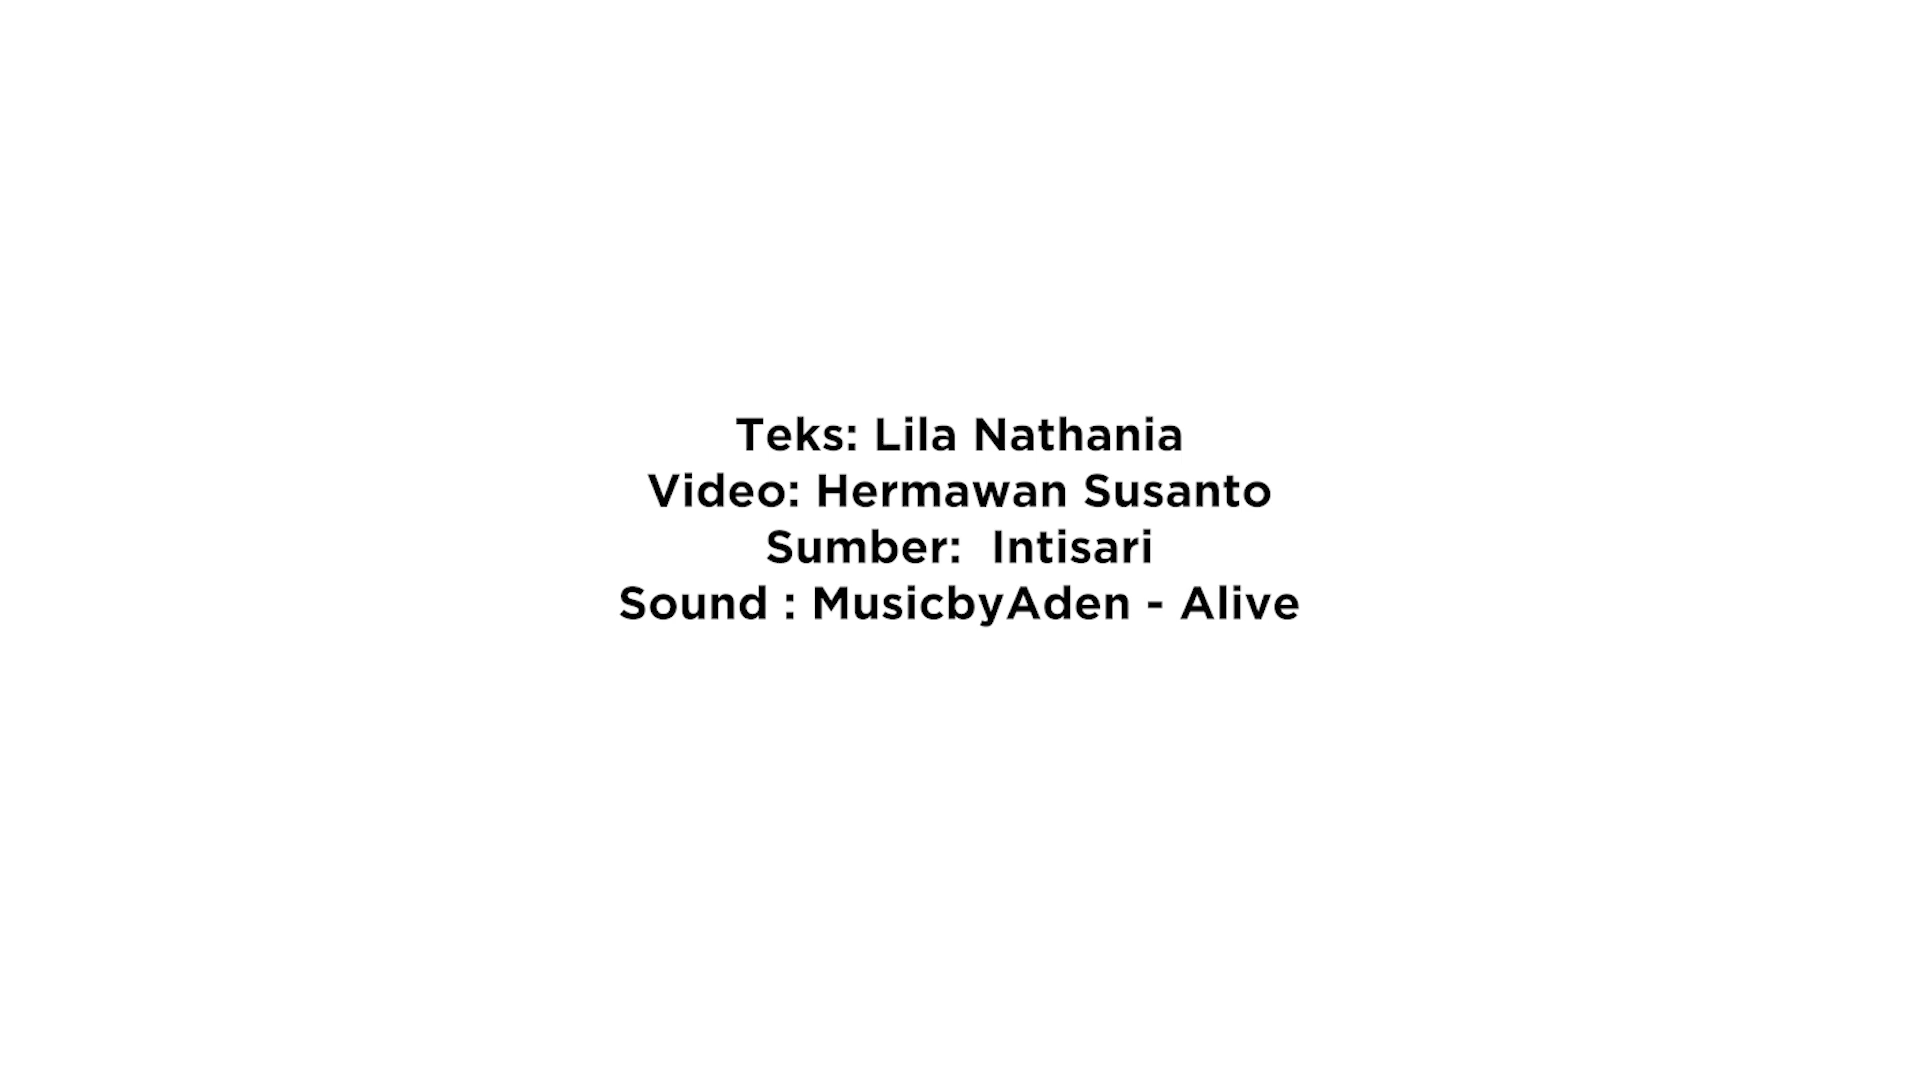 Teks: Lila Nathania
Video: Hermawan Susanto
Sumber:  Intisari
Sound : MusicbyAden - Alive